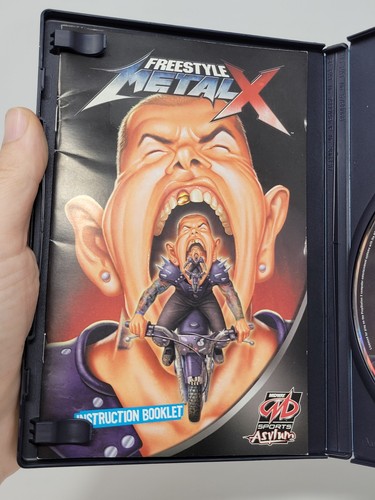 FREESTYLE
METAL X
INSTRUCTION BOOKLET
MIDWAY
SPORTS
Asylum